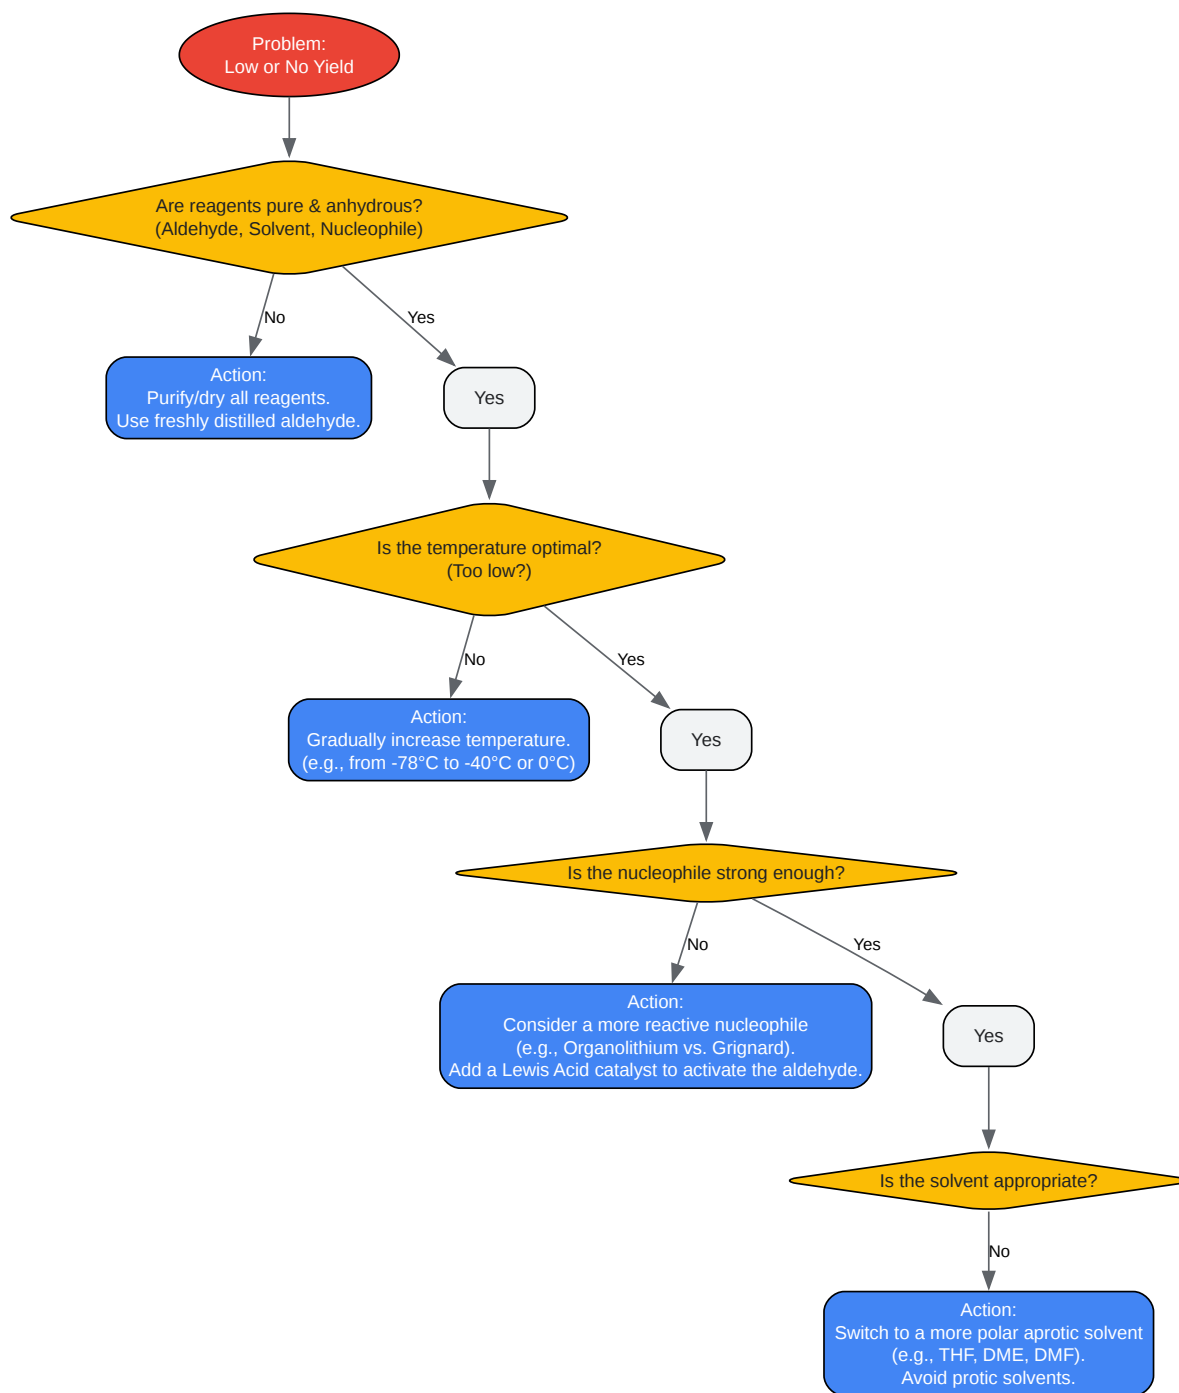 Problem:
Low or No Yield
Are reagents pure & anhydrous?
(Aldehyde, Solvent, Nucleophile)
No
Yes
Action:
Purify/dry all reagents.
Use freshly distilled aldehyde.
Yes
Is the temperature optimal?
(Too low?)
No
Yes
Action:
Gradually increase temperature.
(e.g., from -78°C to -40°C or 0°C)
Yes
Is the nucleophile strong enough?
No
Yes
Action:
Consider a more reactive nucleophile
(e.g., Organolithium vs. Grignard).
Add a Lewis Acid catalyst to activate the aldehyde.
Yes
Is the solvent appropriate?
No
Action:
Switch to a more polar aprotic solvent
(e.g., THF, DME, DMF).
Avoid protic solvents.